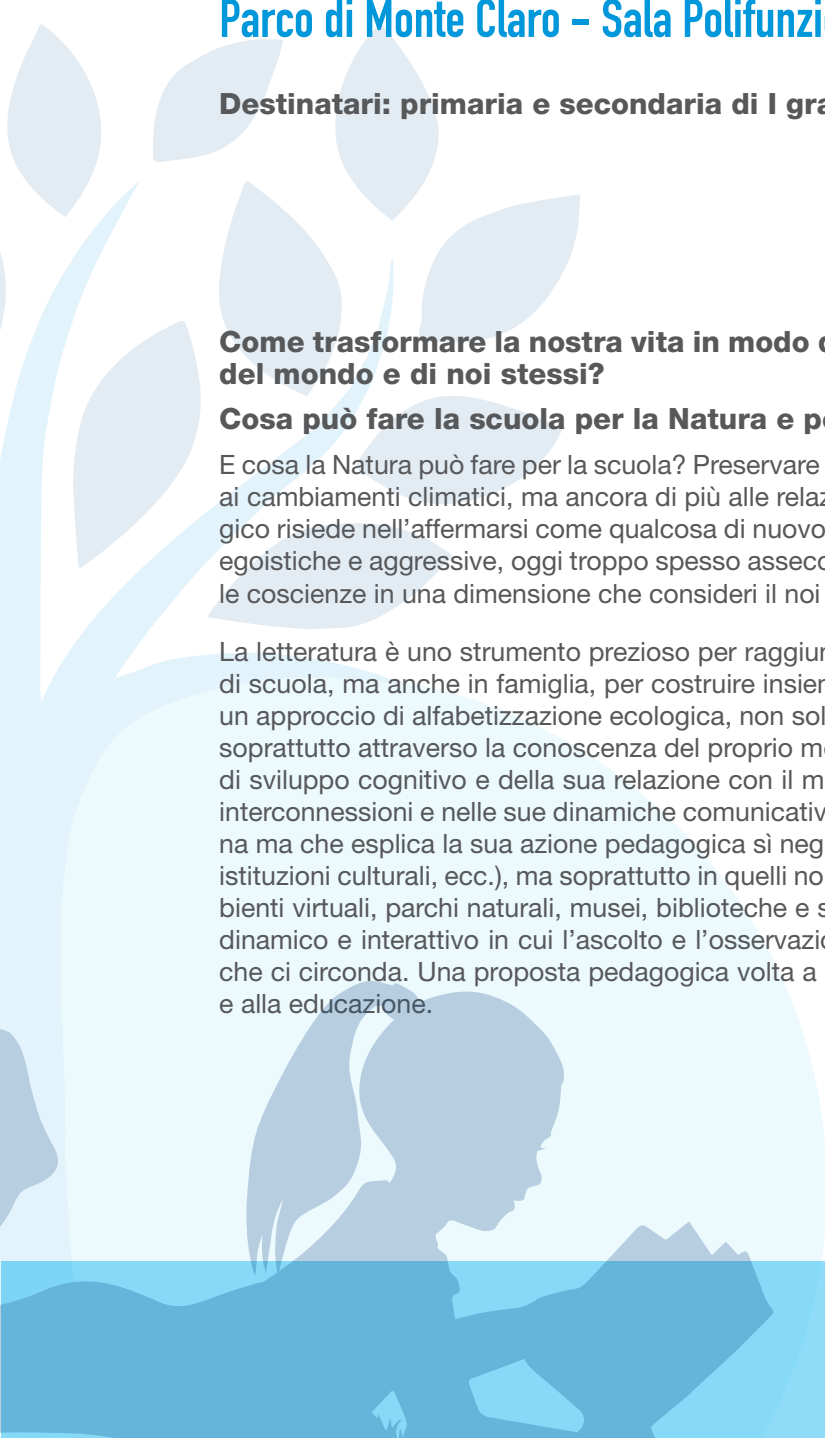 Parco di Monte Claro – Sala Polifunzi
Destinatari: primaria e secondaria di I gra
Come trasformare la nostra vita in modo
del mondo e di noi stessi?
Cosa può fare la scuola per la Natura e pe
E cosa la Natura può fare per la scuola? Preservare
ai cambiamenti climatici, ma ancora di più alle relaz
gico risiede nell’affermarsi come qualcosa di nuovo
egoistiche e aggressive, oggi troppo spesso assec
le coscienze in una dimensione che consideri il noi
La letteratura è uno strumento prezioso per raggiun
di scuola, ma anche in famiglia, per costruire insiem
un approccio di alfabetizzazione ecologica, non sol
soprattutto attraverso la conoscenza del proprio m
di sviluppo cognitivo e della sua relazione con il m
interconnessioni e nelle sue dinamiche comunicativ
na ma che esplica la sua azione pedagogica sì neg
istituzioni culturali, ecc.), ma soprattutto in quelli no
bienti virtuali, parchi naturali, musei, biblioteche e s
dinamico e interattivo in cui l’ascolto e l’osservazio
che ci circonda. Una proposta pedagogica volta a
e alla educazione.